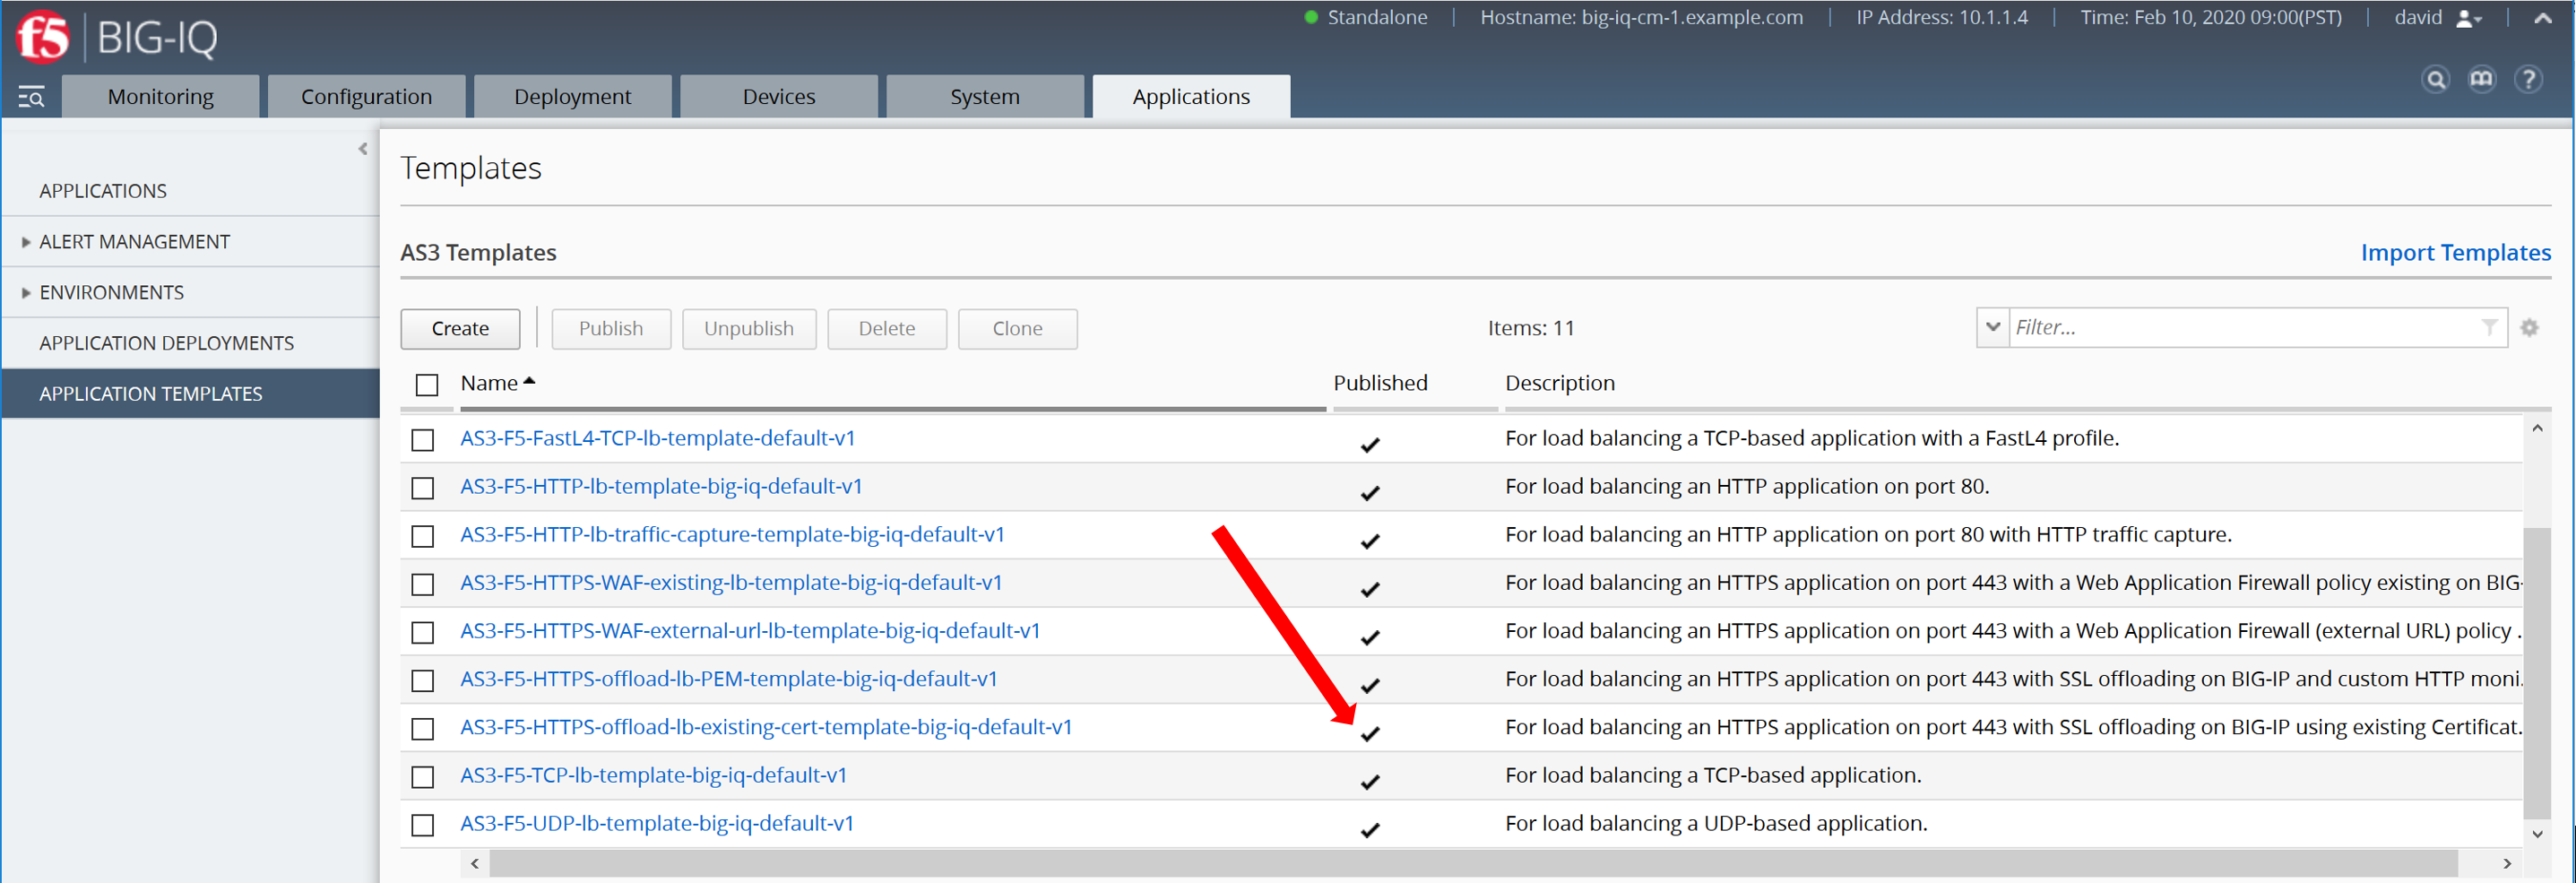 f5 BIG-IQ
Standalone Hostname: big-iq-cm-1.example.com IP Address: 10.1.1.4 Time: Feb 10, 2020 09:00(PST) david
Monitoring Configuration Deployment Devices System Applications
APPLICATIONS
ALERT MANAGEMENT
ENVIRONMENTS
APPLICATION DEPLOYMENTS
APPLICATION TEMPLATES
Templates
AS3 Templates Import Templates
Create Publish Unpublish Delete Clone Items: 11 Filter...
Name Published Description
AS3-F5-FastL4-TCP-lb-template-default-v1 For load balancing a TCP-based application with a FastL4 profile.
AS3-F5-HTTP-lb-template-big-iq-default-v1 For load balancing an HTTP application on port 80.
AS3-F5-HTTP-lb-traffic-capture-template-big-iq-default-v1 For load balancing an HTTP application on port 80 with HTTP traffic capture.
AS3-F5-HTTPS-WAF-existing-lb-template-big-iq-default-v1 For load balancing an HTTPS application on port 443 with a Web Application Firewall policy existing on BIG-
AS3-F5-HTTPS-WAF-external-url-lb-template-big-iq-default-v1 For load balancing an HTTPS application on port 443 with a Web Application Firewall (external URL) policy .
AS3-F5-HTTPS-offload-lb-PEM-template-big-iq-default-v1 For load balancing an HTTPS application on port 443 with SSL offloading on BIG-IP and custom HTTP moni.
AS3-F5-HTTPS-offload-lb-existing-cert-template-big-iq-default-v1 For load balancing an HTTPS application on port 443 with SSL offloading on BIG-IP using existing Certificat.
AS3-F5-TCP-lb-template-big-iq-default-v1 For load balancing a TCP-based application.
AS3-F5-UDP-lb-template-big-iq-default-v1 For load balancing a UDP-based application.